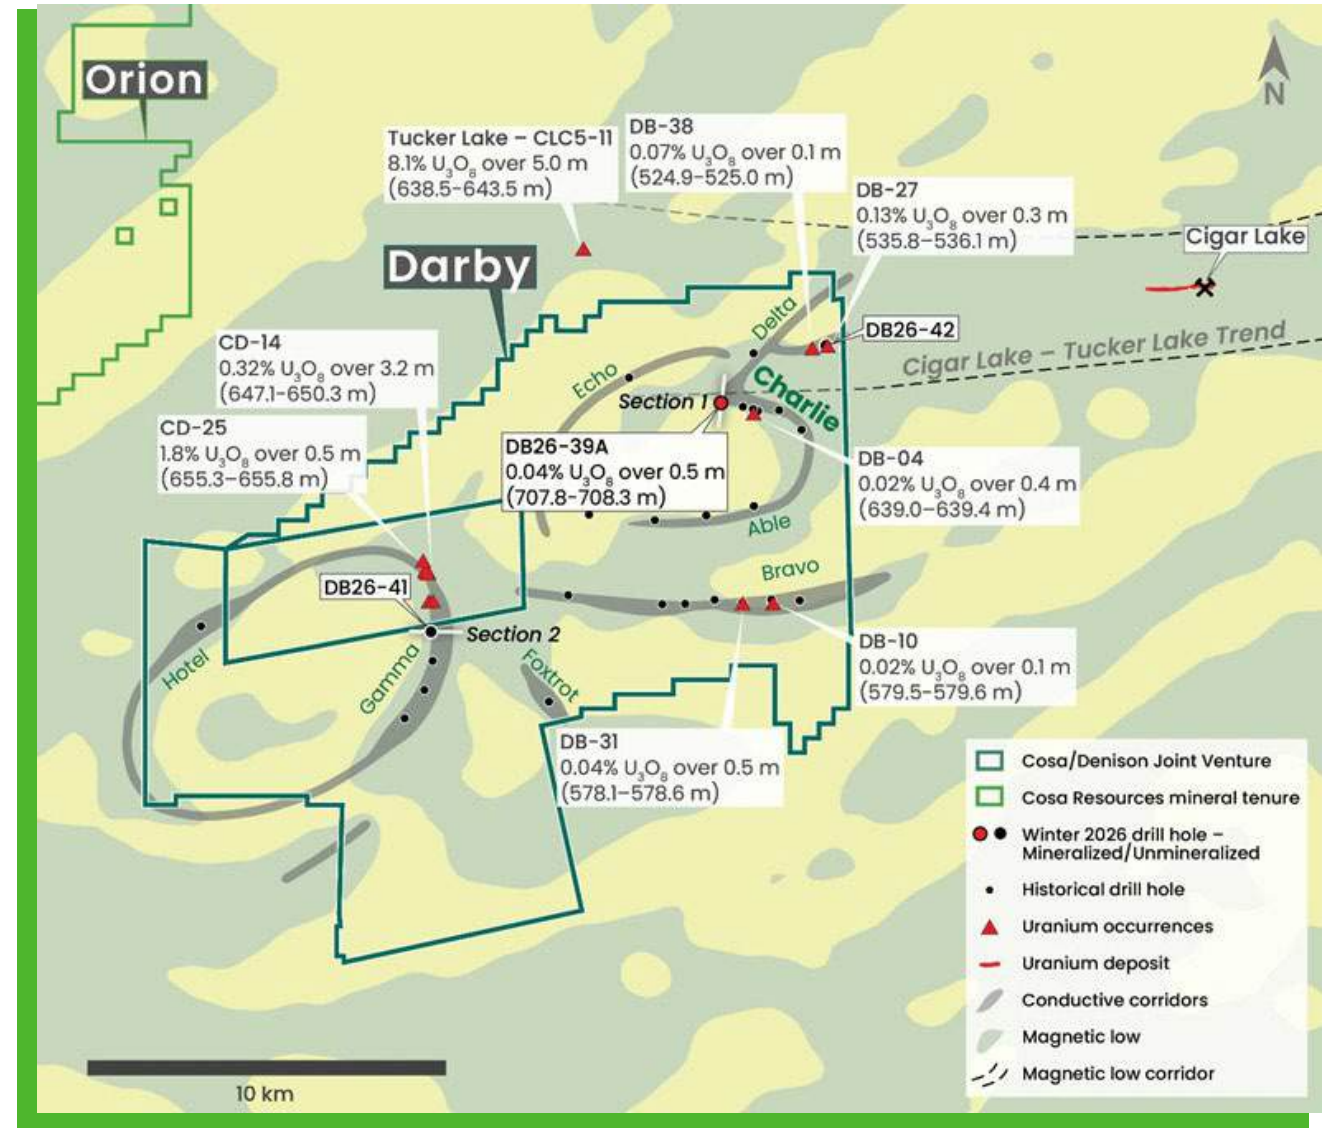 Orion
N
Tucker Lake – CLC5-11
8.1% U₃O₈ over 5.0 m
(638.5-643.5 m)
DB-38
0.07% U₃O₈ over 0.1 m
(524.9-525.0 m)
DB-27
0.13% U₃O₈ over 0.3 m
(535.8-536.1 m)
Cigar Lake
Darby
Delta
DB26-42
Cigar Lake – Tucker Lake Trend
CD-14
0.32% U₃O₈ over 3.2 m
(647.1-650.3 m)
Echo
Section 1
Charlie
CD-25
1.8% U₃O₈ over 0.5 m
(655.3-655.8 m)
DB26-39A
0.04% U₃O₈ over 0.5 m
(707.8-708.3 m)
DB-04
0.02% U₃O₈ over 0.4 m
(639.0-639.4 m)
Able
Bravo
DB26-41
Section 2
Hotel
Gamma
Foxtrot
DB-10
0.02% U₃O₈ over 0.1 m
(579.5-579.6 m)
DB-31
0.04% U₃O₈ over 0.5 m
(578.1-578.6 m)
Cosa/Denison Joint Venture
Cosa Resources mineral tenure
Winter 2026 drill hole –
Mineralized/Unmineralized
Historical drill hole
Uranium occurrences
Uranium deposit
Conductive corridors
Magnetic low
Magnetic low corridor
10 km